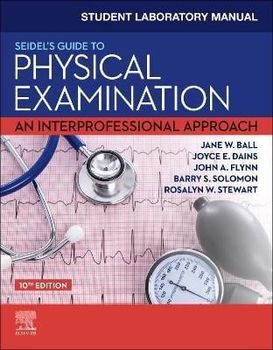 STUDENT LABORATORY MANUAL
SEIDEL'S GUIDE TO
PHYSICAL
EXAMINATION
AN INTERPROFESSIONAL APPROACH
JANE W. BALL
JOYCE E. DAINS
JOHN A. FLYNN
BARRY S. SOLOMON
ROSALYN W. STEWART
10TH EDITION
ELSEVIER